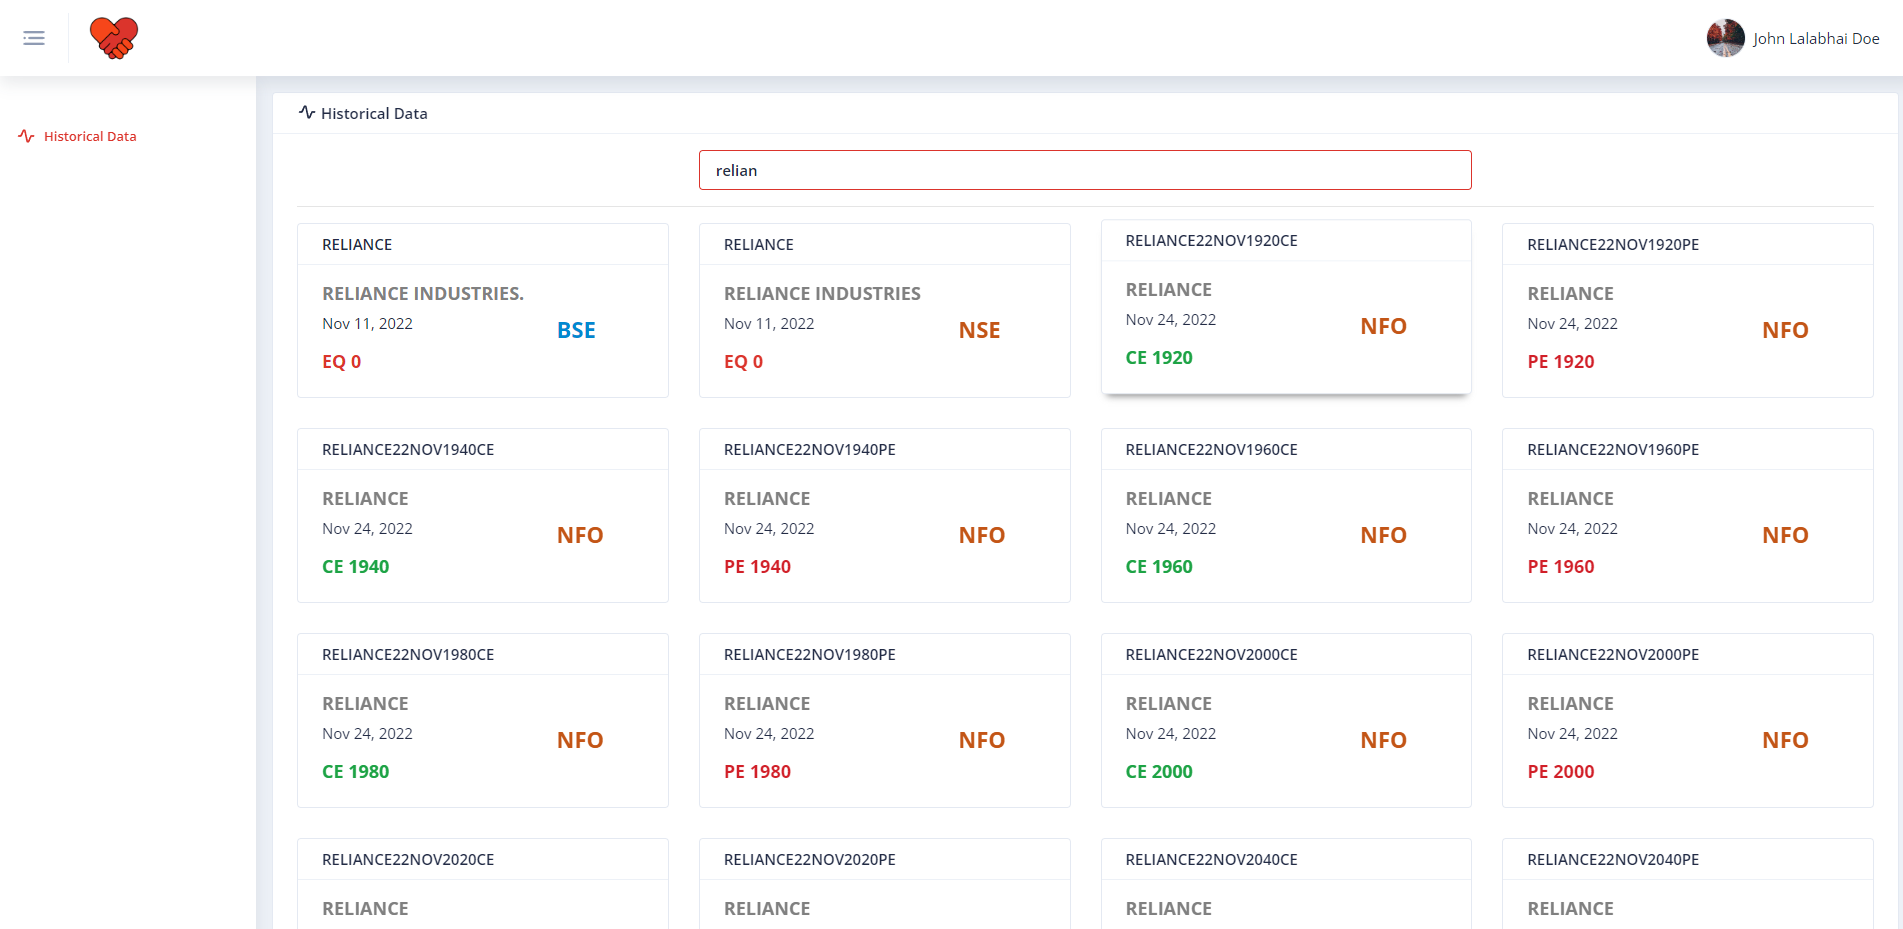 John Lalabhai Doe
Historical Data
Historical Data
relian
RELIANCE
RELIANCE INDUSTRIES.
Nov 11, 2022
BSE
EQ 0
RELIANCE
RELIANCE INDUSTRIES
Nov 11, 2022
NSE
EQ 0
RELIANCE22NOV1920CE
RELIANCE
Nov 24, 2022
NFO
CE 1920
RELIANCE22NOV1920PE
RELIANCE
Nov 24, 2022
NFO
PE 1920
RELIANCE22NOV1940CE
RELIANCE
Nov 24, 2022
NFO
CE 1940
RELIANCE22NOV1940PE
RELIANCE
Nov 24, 2022
NFO
PE 1940
RELIANCE22NOV1960CE
RELIANCE
Nov 24, 2022
NFO
CE 1960
RELIANCE22NOV1960PE
RELIANCE
Nov 24, 2022
NFO
PE 1960
RELIANCE22NOV1980CE
RELIANCE
Nov 24, 2022
NFO
CE 1980
RELIANCE22NOV1980PE
RELIANCE
Nov 24, 2022
NFO
PE 1980
RELIANCE22NOV2000CE
RELIANCE
Nov 24, 2022
NFO
CE 2000
RELIANCE22NOV2000PE
RELIANCE
Nov 24, 2022
NFO
PE 2000
RELIANCE22NOV2020CE
RELIANCE
RELIANCE22NOV2020PE
RELIANCE
RELIANCE22NOV2040CE
RELIANCE
RELIANCE22NOV2040PE
RELIANCE